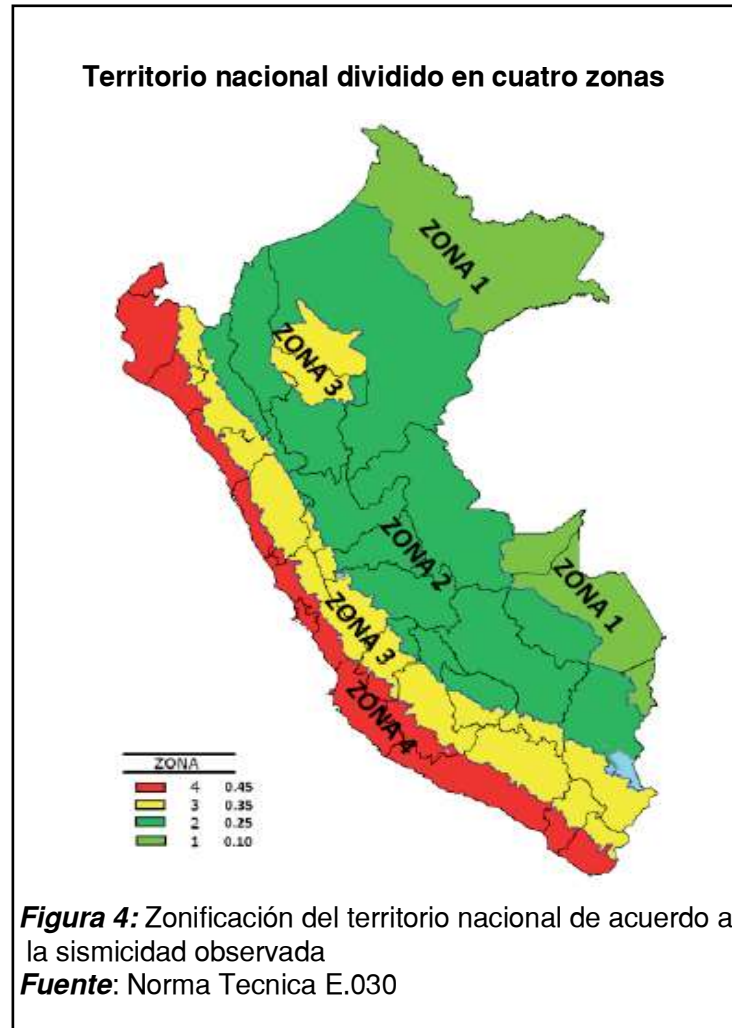 Territorio nacional dividido en cuatro zonas
ZONA 1
ZONA 3
ZONA 2
ZONA 1
ZONA 3
ZONA 4
ZONA
4 0.45
3 0.35
2 0.25
1 0.10
Figura 4: Zonificación del territorio nacional de acuerdo a
la sismicidad observada
Fuente: Norma Tecnica E.030